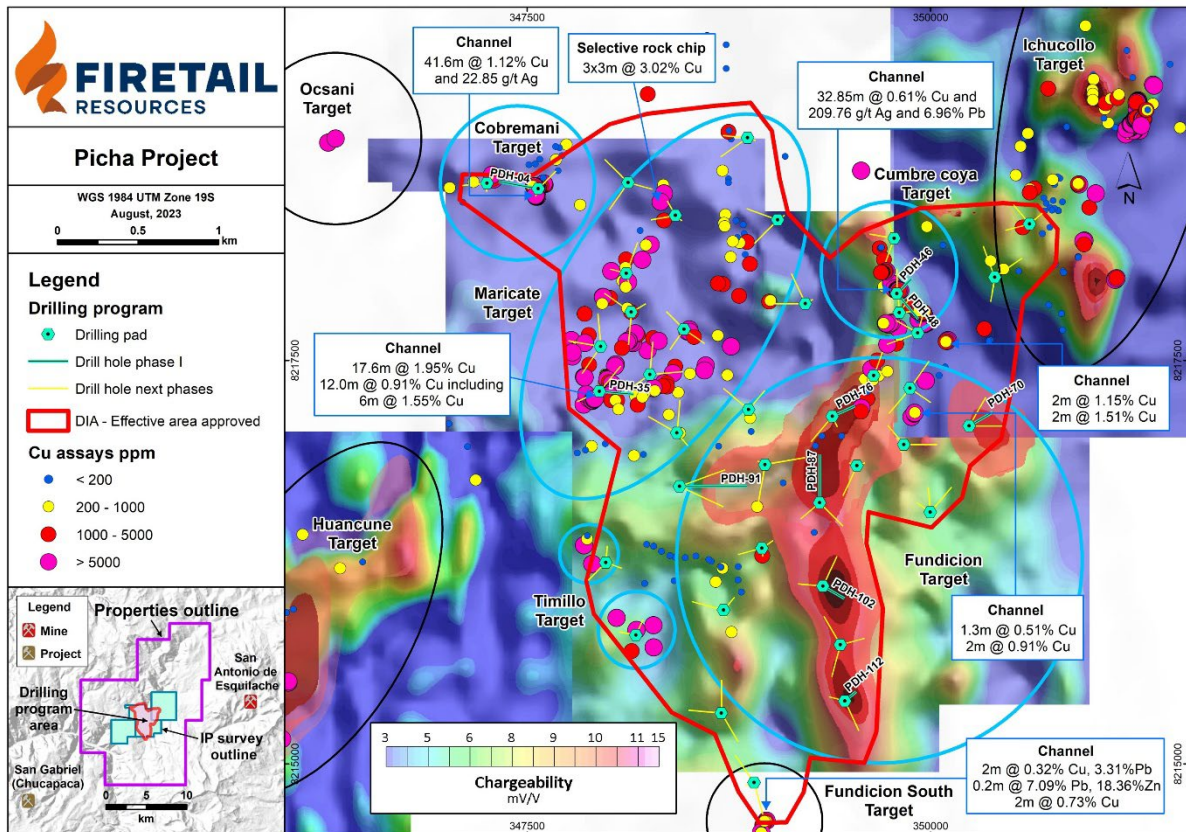 FIRETAIL
RESOURCES
Picha Project
WGS 1984 UTM Zone 19S
August, 2023
0 0.5 1
km
Legend
Drilling program
Drilling pad
Drill hole phase I
Drill hole next phases
DIA - Effective area approved
Cu assays ppm
< 200
200 - 1000
1000 - 5000
> 5000
Legend
Mine
Project
Properties outline
San
Antonio de
Esquilache
Drilling
program
area
IP survey
outline
San Gabriel
(Chucapaca)
0 5 10
km
347500
350000
Ocsani
Target
Channel
41.6m @ 1.12% Cu
and 22.85 g/t Ag
Selective rock chip
3x3m @ 3.02% Cu
Channel
32.85m @ 0.61% Cu and
209.76 g/t Ag and 6.96% Pb
Ichucollo
Target
Cobremani
Target
PDH-04
Cumbre coya
Target
N
PDH-46
PDH-48
Maricate
Target
8217500
8217500
Channel
17.6m @ 1.95% Cu
12.0m @ 0.91% Cu including
6m @ 1.55% Cu
PDH-35
PDH-76
PDH-70
2m @ 1.15% Cu
2m @ 1.51% Cu
PDH-91
PDH-87
Huancune
Target
Fundicion
Target
PDH-102
Timillo
Target
Channel
1.3m @ 0.51% Cu
2m @ 0.91% Cu
PDH-112
3 5 6 8 9 10 11 15
Chargeability
mV/V
8215000
8215000
Channel
2m @ 0.32% Cu, 3.31%Pb
0.2m @ 7.09% Pb, 18.36%Zn
2m @ 0.73% Cu
Fundicion South
Target
347500
350000